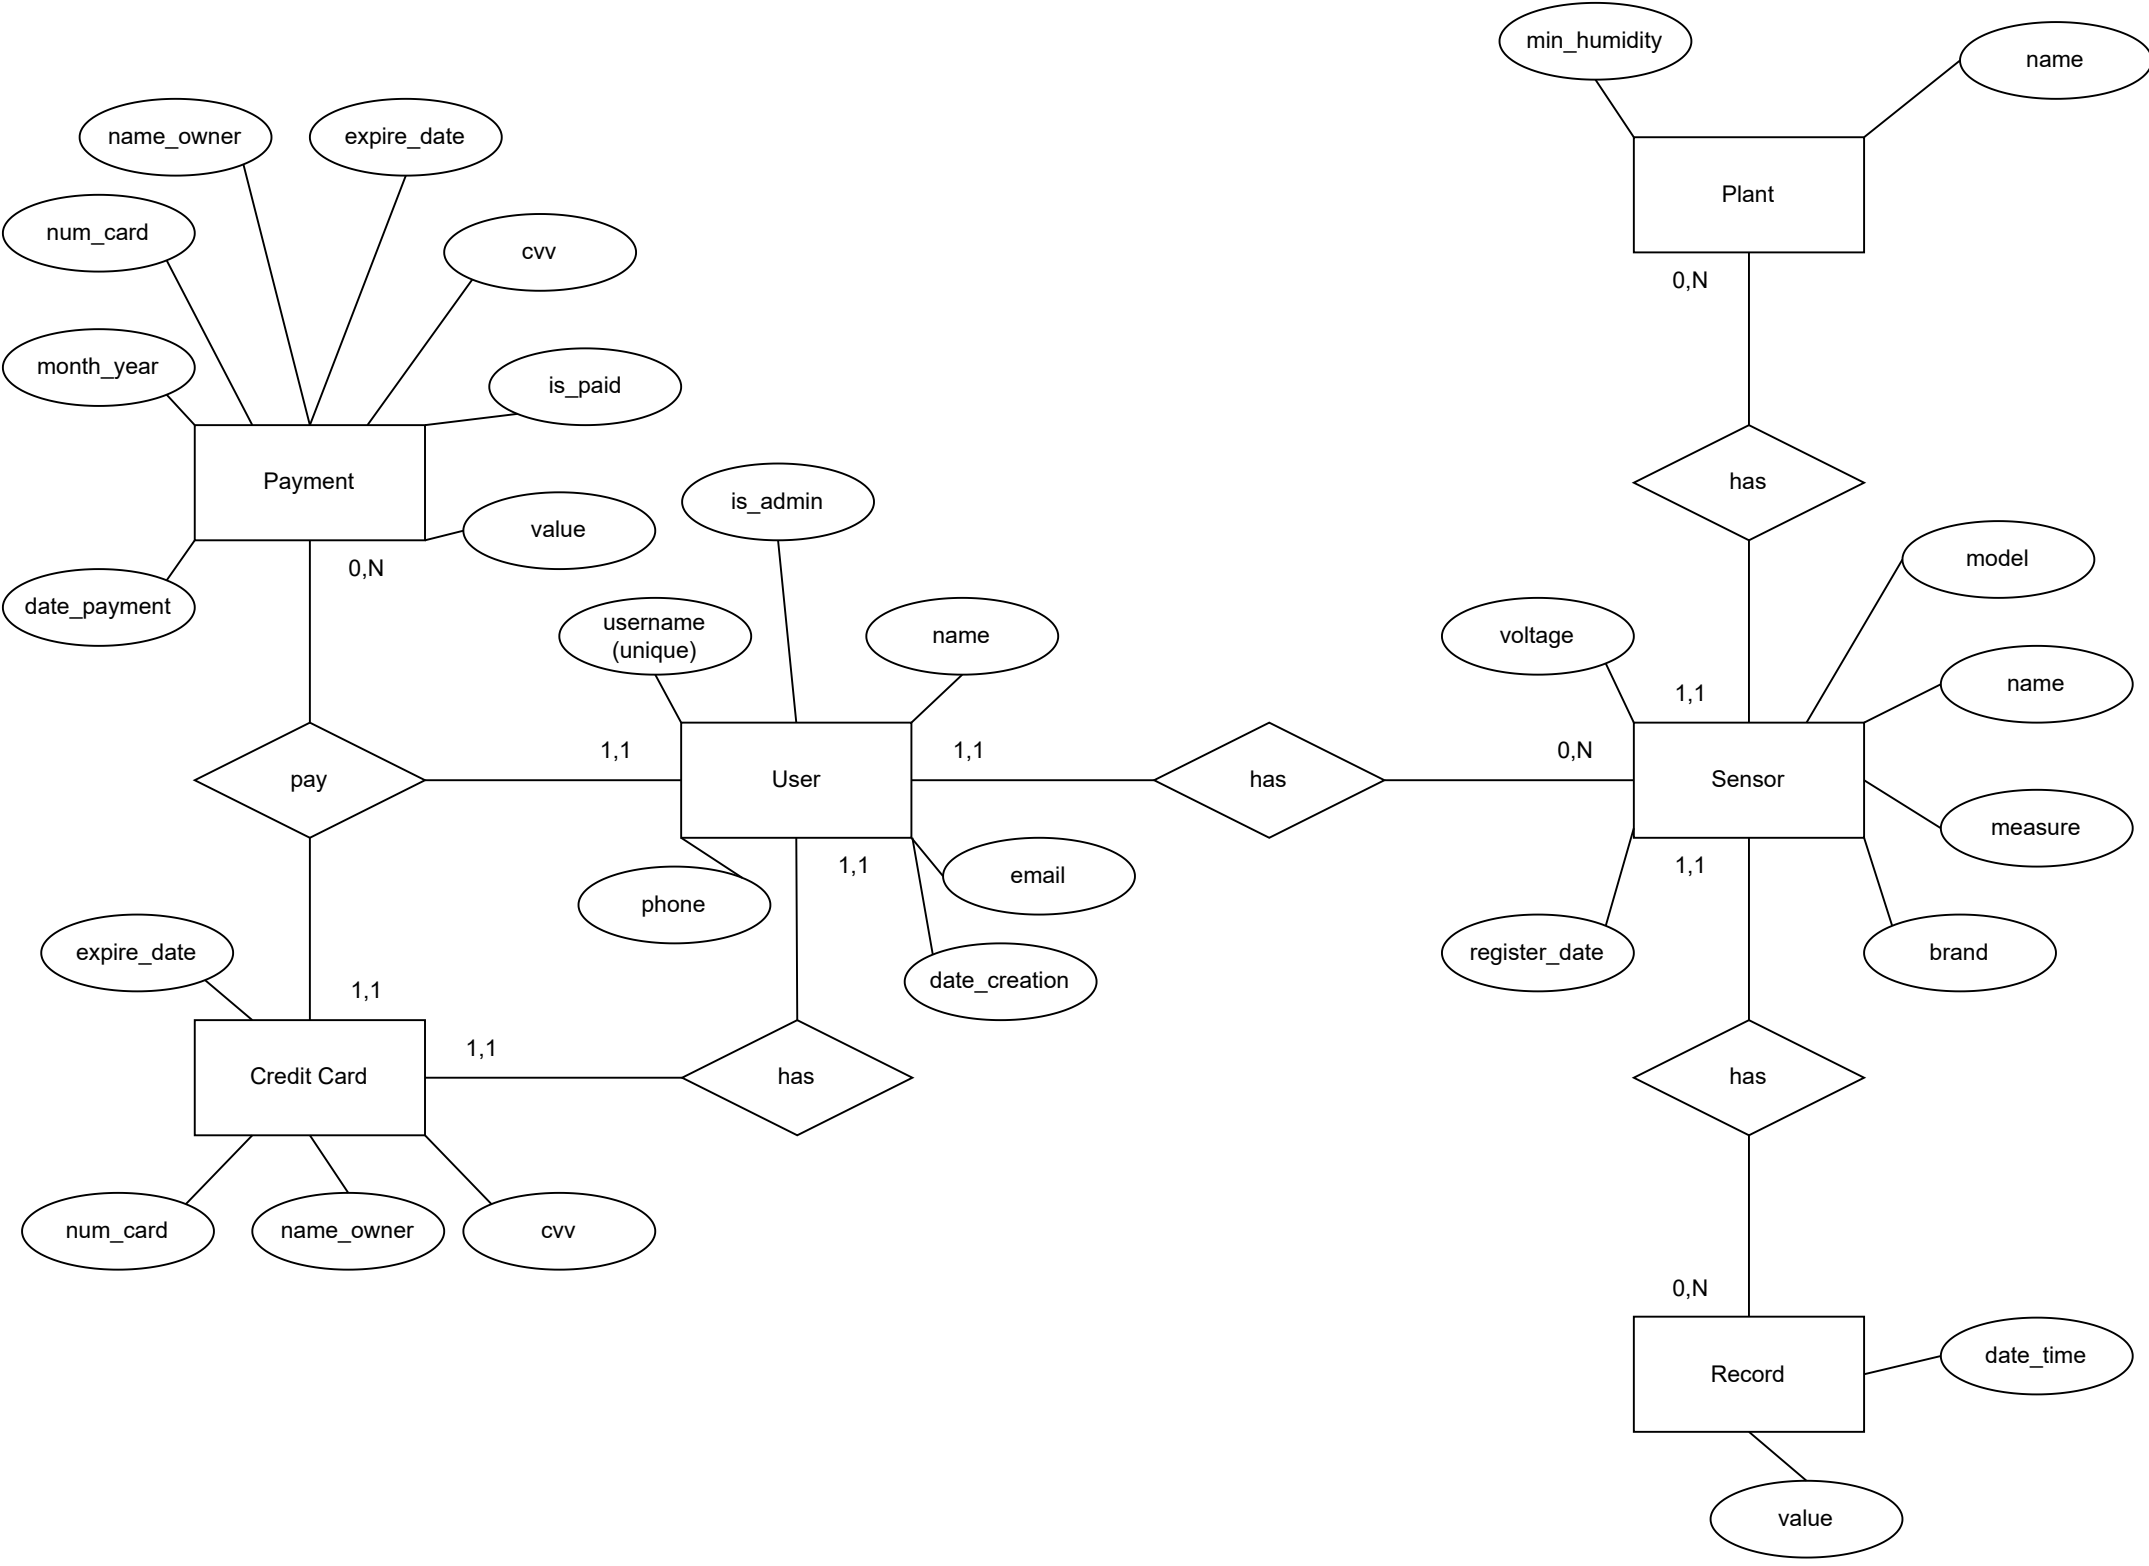 min_humidity
name
name_owner
expire_date
num_card
cvv
Plant
0,N
month_year
is_paid
Payment
is_admin
has
value
0,N
model
date_payment
username
(unique)
name
voltage
name
1,1
1,1
1,1
0,N
pay
User
has
Sensor
measure
1,1
1,1
phone
email
expire_date
date_creation
register_date
brand
1,1
1,1
Credit Card
has
has
num_card
name_owner
cvv
0,N
Record
date_time
value